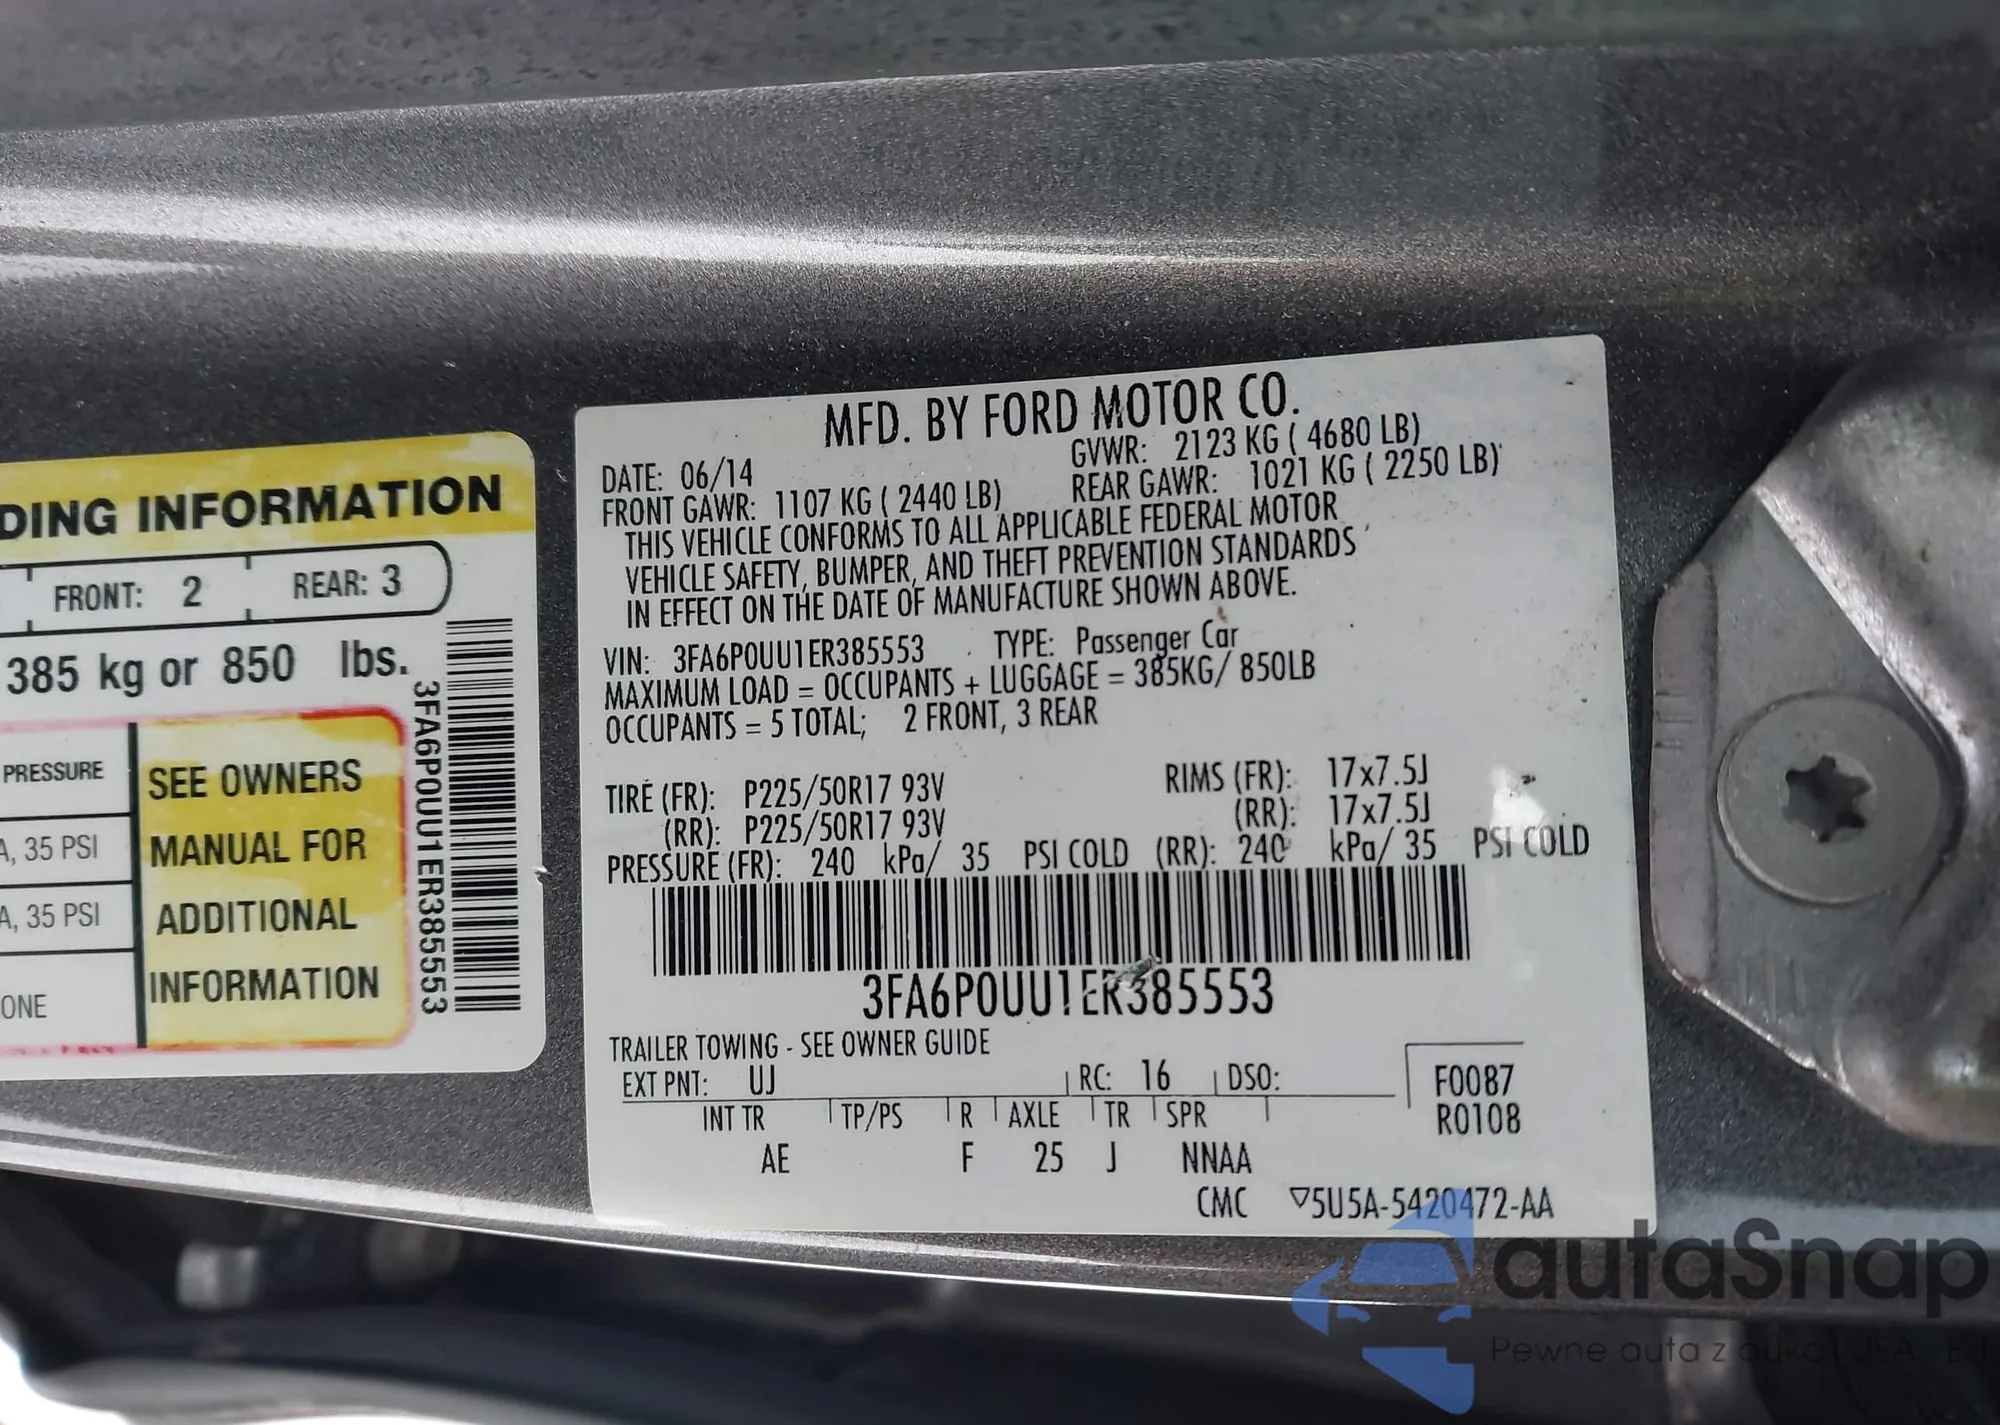 DING INFORMATION
FRONT: 2 REAR: 3
385 kg or 850 lbs.
PRESSURE
A, 35 PSI
A, 35 PSI
ONE
SEE OWNERS
MANUAL FOR
ADDITIONAL
INFORMATION
3FA6P0UU1ER385553
MFD. BY FORD MOTOR CO.
DATE: 06/14 GVWR: 2123 KG ( 4680 LB)
FRONT GAWR: 1107 KG ( 2440 LB) REAR GAWR: 1021 KG ( 2250 LB)
THIS VEHICLE CONFORMS TO ALL APPLICABLE FEDERAL MOTOR
VEHICLE SAFETY, BUMPER, AND THEFT PREVENTION STANDARDS
IN EFFECT ON THE DATE OF MANUFACTURE SHOWN ABOVE.
VIN: 3FA6P0UU1ER385553 TYPE: Passenger Car
MAXIMUM LOAD = OCCUPANTS + LUGGAGE = 385KG/ 850LB
OCCUPANTS = 5 TOTAL; 2 FRONT, 3 REAR
TIRE (FR): P225/50R17 93V RIMS (FR): 17x7.5J
(RR): P225/50R17 93V (RR): 17x7.5J
PRESSURE (FR): 240 kPa/ 35 PSI COLD (RR): 240 kPa/ 35 PSI COLD
3FA6P0UU1ER385553
TRAILER TOWING - SEE OWNER GUIDE
EXT PNT: UJ RC: 16 DSO: F0087
INT TR TP/PS R AXLE TR SPR R0108
AE F 25 J NNAA
CMC ▽5U5A-5420472-AA
autaSnap
Pewne auta z aukcji USA